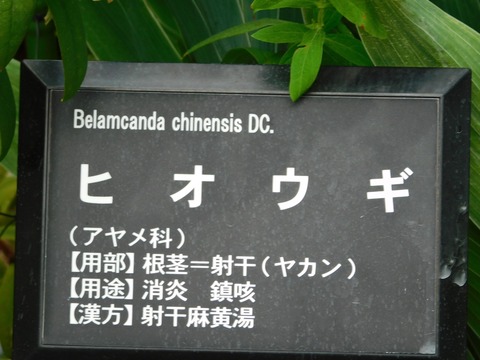 Belamcanda chinensis DC.
ヒオウギ
(アヤメ科)
【用部】根茎=射干(ヤカン)
【用途】消炎　鎮咳
【漢方】射干麻黄湯